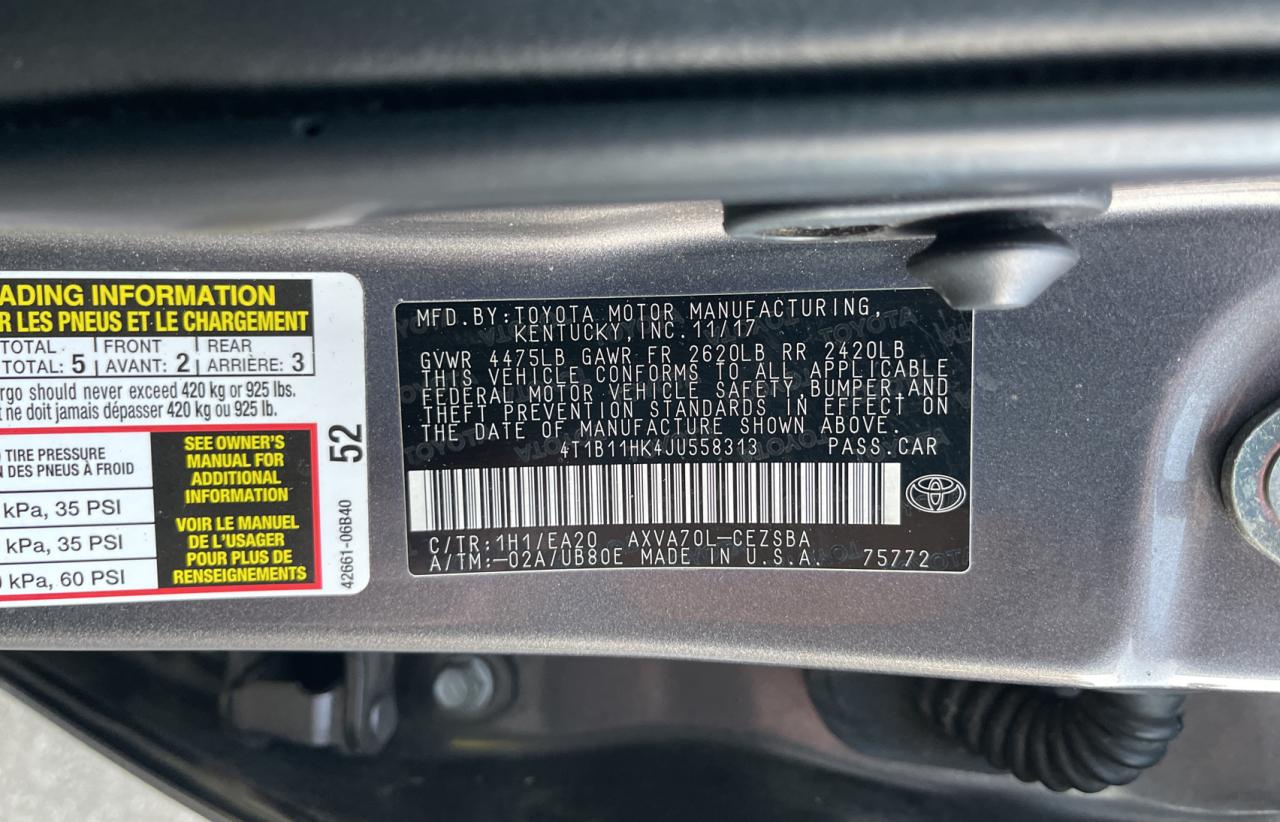 ADING INFORMATION
R LES PNEUS ET LE CHARGEMENT
TOTAL FRONT REAR
TOTAL: 5 AVANT: 2 ARRIÈRE: 3
should never exceed 420 kg or 925 lbs.
ne doit jamais dépasser 420 kg ou 925 lb.
TIRE PRESSURE
DES PNEUS À FROID
kPa, 35 PSI
kPa, 35 PSI
kPa, 60 PSI
SEE OWNER'S
MANUAL FOR
ADDITIONAL
INFORMATION
VOIR LE MANUEL
DE L'USAGER
POUR PLUS DE
RENSEIGNEMENTS
52
42661-06B40
MFD.BY:TOYOTA MOTOR MANUFACTURING,
KENTUCKY,INC.11/17
GVWR 4475LB GAWR FR 2620LB RR 2420LB
THIS VEHICLE CONFORMS TO ALL APPLICABLE
FEDERAL MOTOR VEHICLE SAFETY,BUMPER,AND
THEFT PREVENTION STANDARDS IN EFFECT ON
THE DATE OF MANUFACTURE SHOWN ABOVE.
4T1B11HK4JU558313 PASS.CAR
C/TR:1H1/EA20 AXVA70L-CEZSBA
A/TM:-02A/UB80E MADE IN U.S.A. 75772